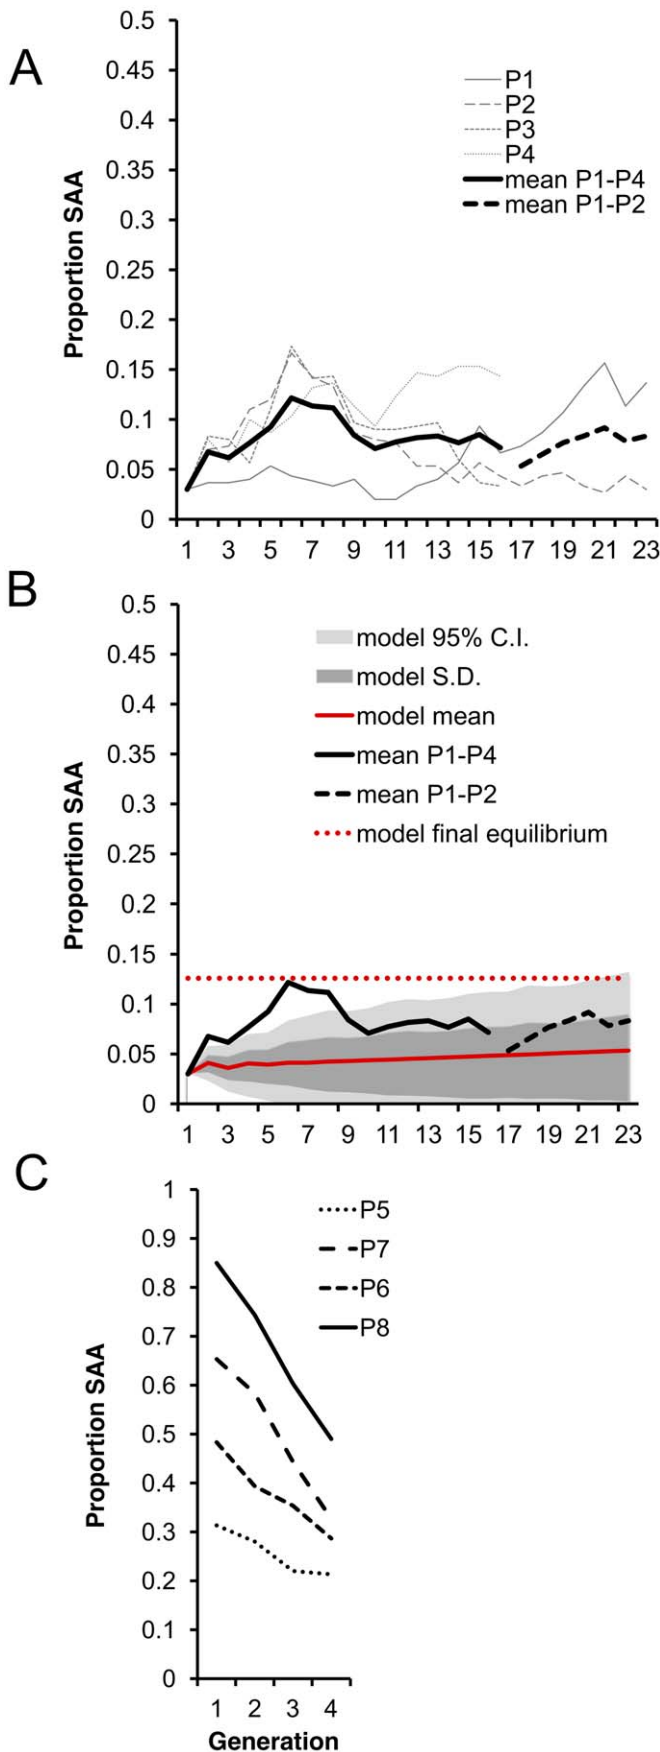 A
0.5
0.45
0.4
0.35
0.3
0.25
0.2
0.15
0.1
0.05
0
Proportion SAA
P1
P2
P3
P4
mean P1-P4
mean P1-P2
1 3 5 7 9 11 13 15 17 19 21 23
B
0.5
0.45
0.4
0.35
0.3
0.25
0.2
0.15
0.1
0.05
0
Proportion SAA
model 95% C.I.
model S.D.
model mean
mean P1-P4
mean P1-P2
model final equilibrium
1 3 5 7 9 11 13 15 17 19 21 23
C
1
0.9
0.8
0.7
0.6
0.5
0.4
0.3
0.2
0.1
0
Proportion SAA
P5
P7
P6
P8
1 2 3 4
Generation